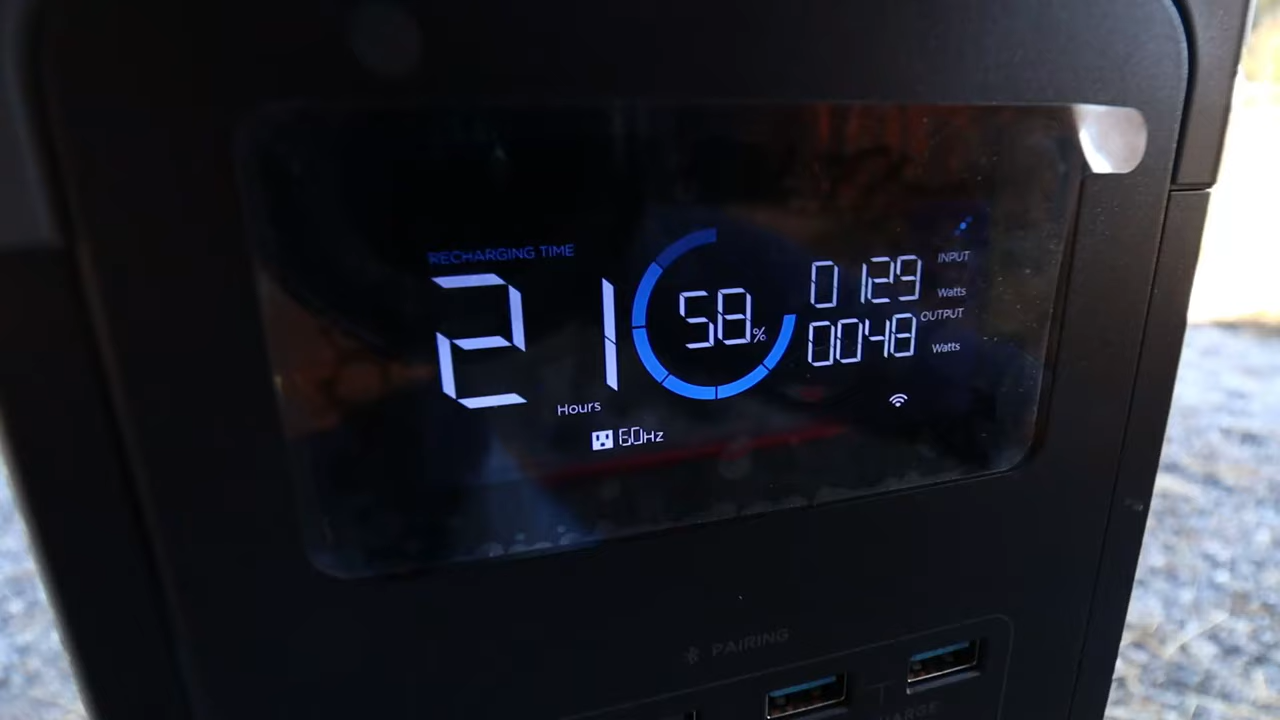 RECHARGING TIME
21
Hours
58%
0129 INPUT Watts
0048 OUTPUT Watts
60Hz
PAIRING